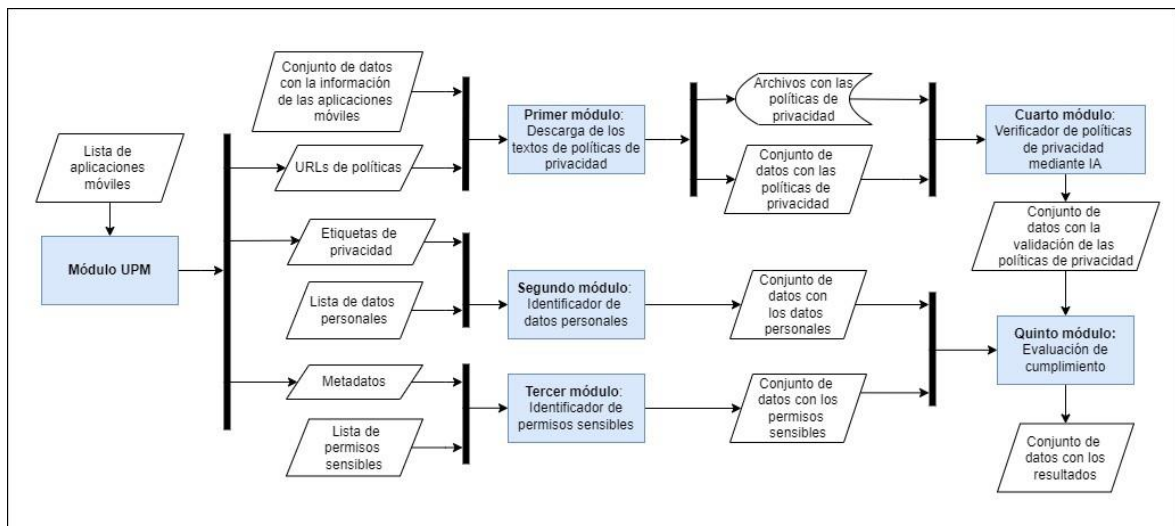 Lista de
aplicaciones
móviles
Módulo UPM
Conjunto de datos
con la información
de las aplicaciones
móviles
URLs de políticas
Etiquetas de
privacidad
Lista de datos
personales
Metadatos
Lista de
permisos
sensibles
Primer módulo:
Descarga de los
textos de políticas de
privacidad
Segundo módulo:
Identificador de
datos personales
Tercer módulo:
Identificador de
permisos sensibles
Archivos con las
políticas de
privacidad
Conjunto de
datos con las
políticas de
privacidad
Conjunto de
datos con
los datos
personales
Conjunto de
datos con los
permisos
sensibles
Cuarto módulo:
Verificador de políticas
de privacidad
mediante IA
Conjunto de
datos con la
validación de las
políticas de privacidad
Quinto módulo:
Evaluación de
cumplimiento
Conjunto de
datos con los
resultados